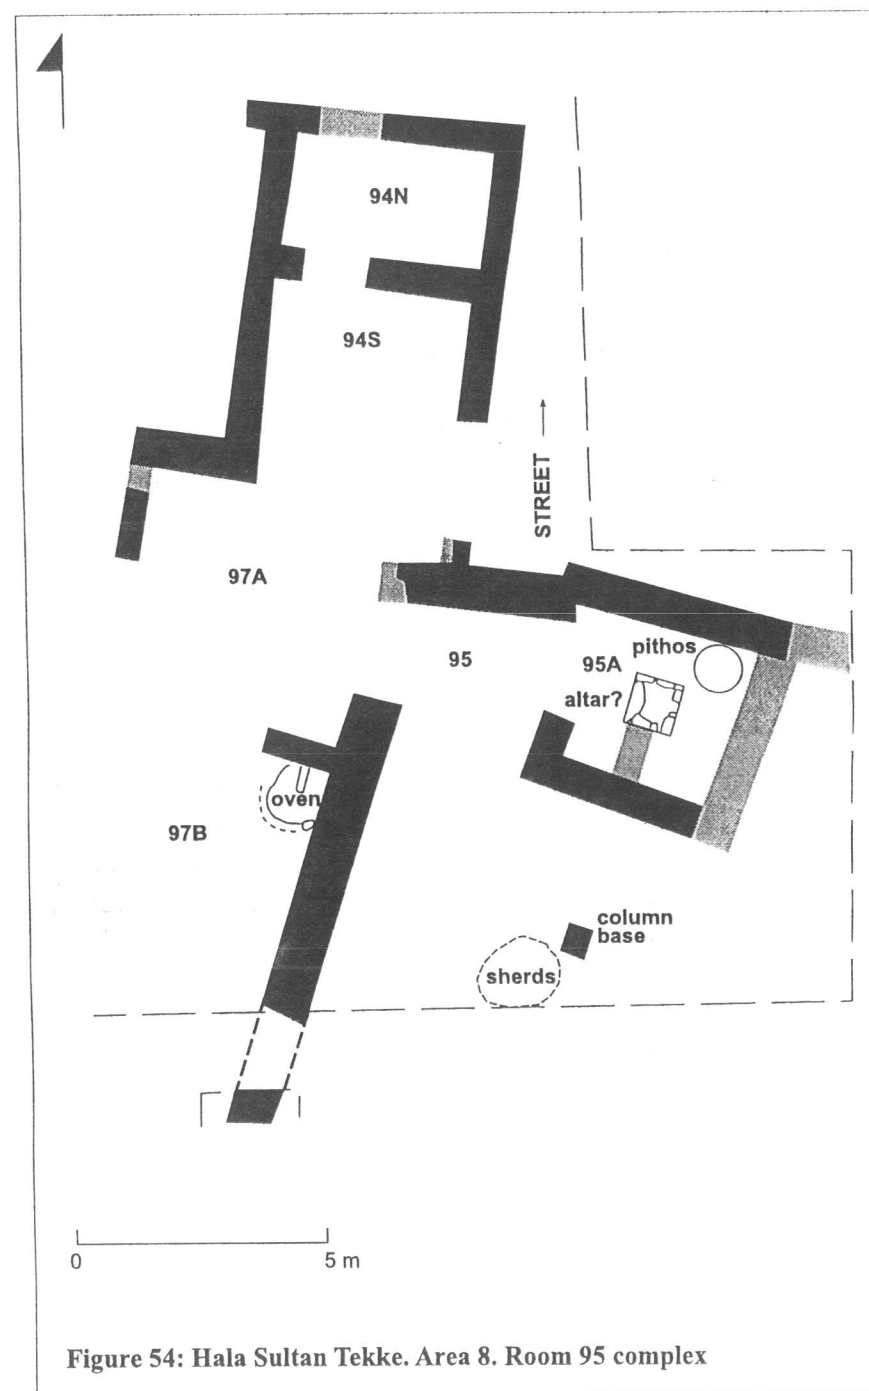 94N
94S
STREET
97A
95
95A
pithos
altar?
oven
97B
column
base
sherds
0
5 m
Figure 54: Hala Sultan Tekke. Area 8. Room 95 complex